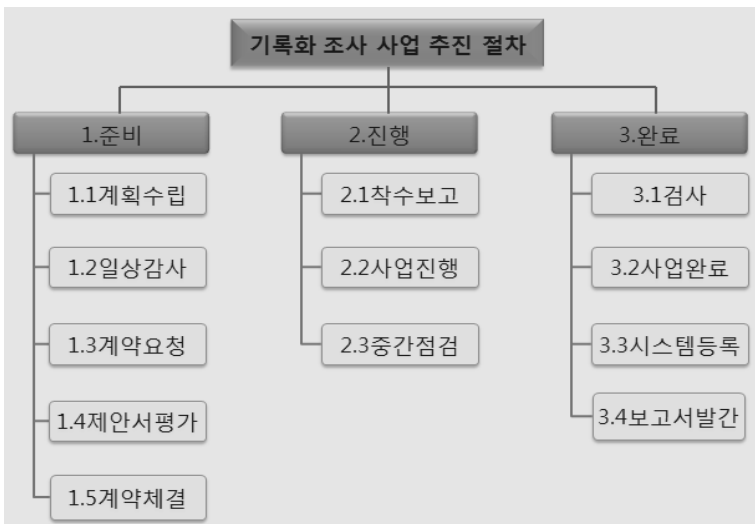 기록화 조사 사업 추진 절차
1.준비
1.1계획수립
1.2일상감사
1.3계약요청
1.4제안서평가
1.5계약체결
2.진행
2.1착수보고
2.2사업진행
2.3중간점검
3.완료
3.1검사
3.2사업완료
3.3시스템등록
3.4보고서발간